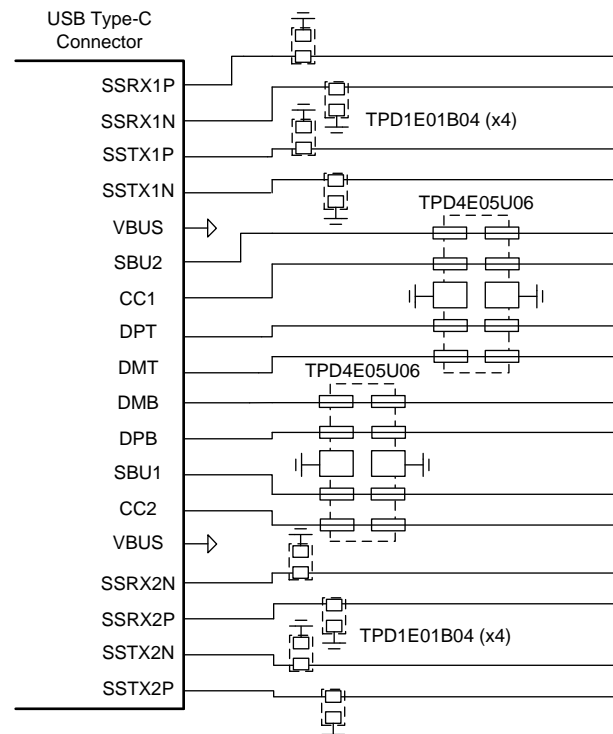 USB Type-C
Connector
SSRX1P
SSRX1N
TPD1E01B04 (x4)
SSTX1P
SSTX1N
TPD4E05U06
VBUS
SBU2
CC1
DPT
DMT
TPD4E05U06
DMB
DPB
SBU1
CC2
VBUS
SSRX2N
SSRX2P
TPD1E01B04 (x4)
SSTX2N
SSTX2P